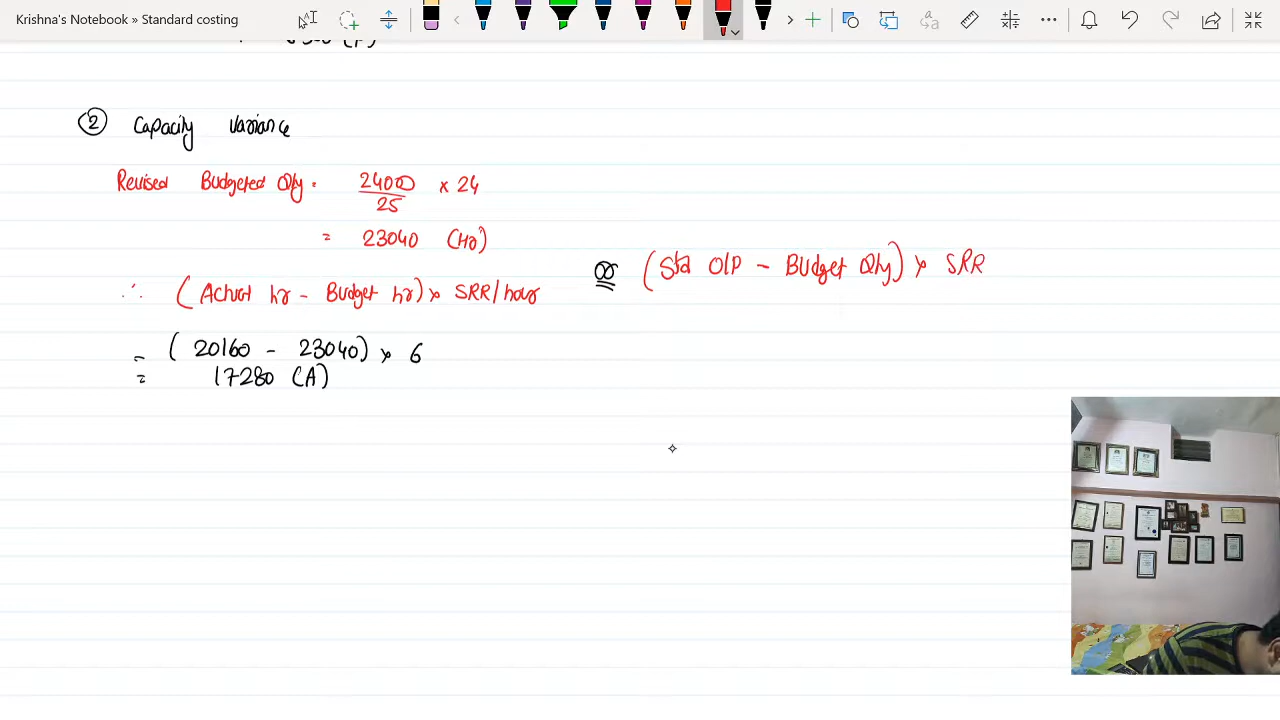 Krishna's Notebook » Standard costing
2 Capacity Variance
Revised Budgeted Qty = 24000 / 25 × 24
= 23040 (Hr)
∴ (Actual hr - Budget hr) × SRR/hour
= (20160 - 23040) × 6
= 17280 (A)
OR (Std O/P - Budget Qty) × SRR